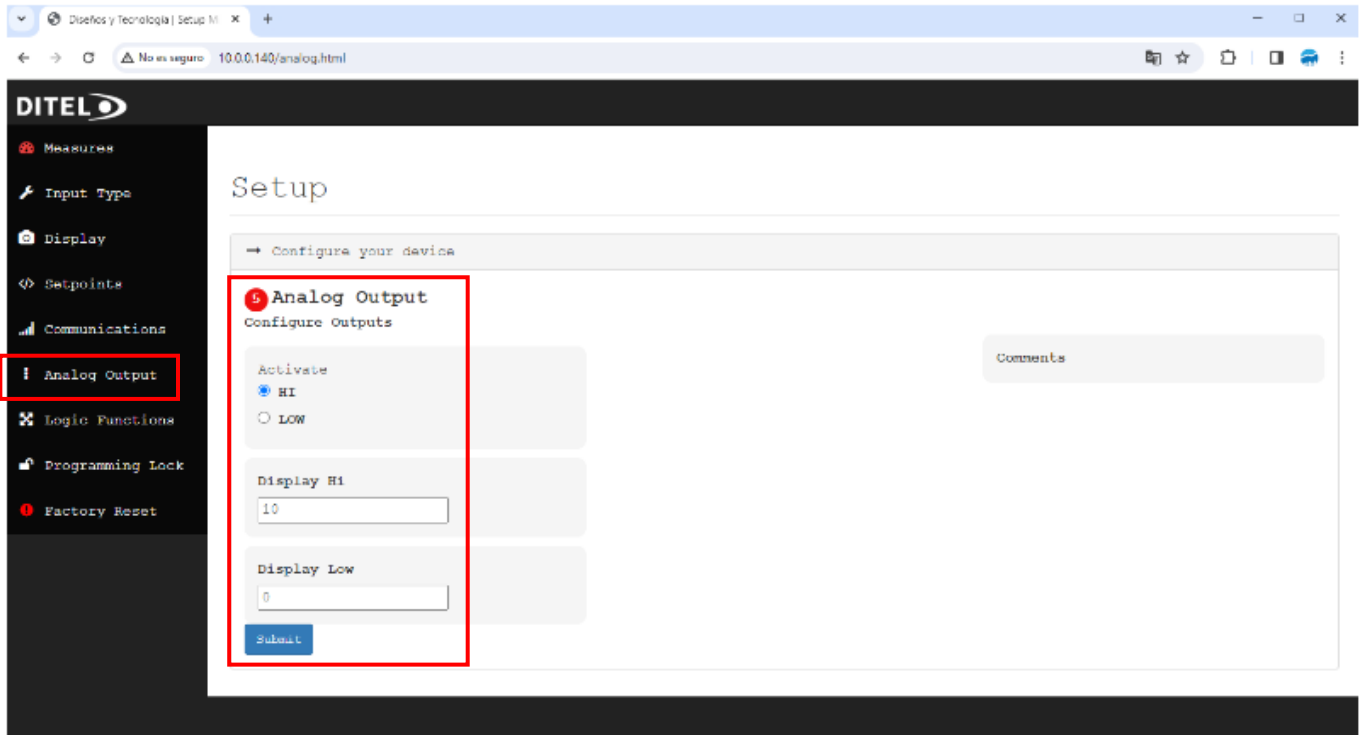 Diseños y Tecnología | Setup M
No es seguro
10.0.0.140/analog.html
DITEL
Measures
Input Type
Display
Setpoints
Communications
Analog Output
Logic Functions
Programming Lock
Factory Reset
Setup
Configure your device
5 Analog Output
Configure Outputs
Activate
HI
LOW
Display Hi
10
Display Low
0
Submit
Comments